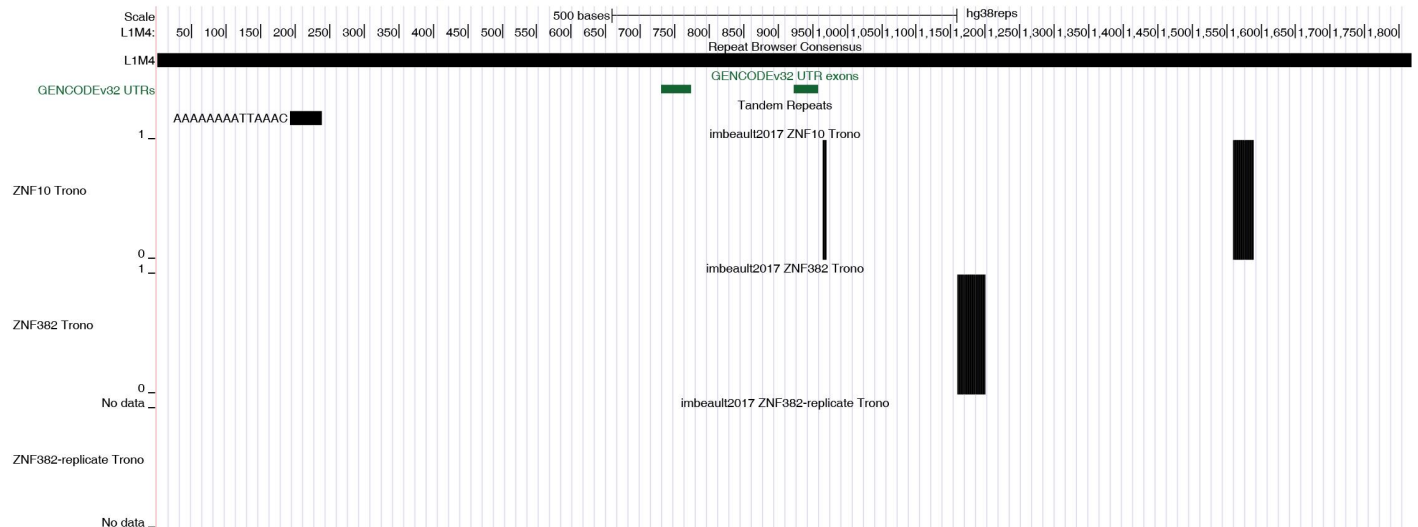 Scale 500 bases hg38reps
L1M4: 50| 100| 150| 200| 250| 300| 350| 400| 450| 500| 550| 600| 650| 700| 750| 800| 850| 900| 950| 1,000| 1,050| 1,100| 1,150| 1,200| 1,250| 1,300| 1,350| 1,400| 1,450| 1,500| 1,550| 1,600| 1,650| 1,700| 1,750| 1,800|
Repeat Browser Consensus
L1M4
GENCODEv32 UTR exons
GENCODEv32 UTRs
Tandem Repeats
AAAAAAAATTAAAC
1 _ imbeault2017 ZNF10 Trono
ZNF10 Trono
0 _
1 _ imbeault2017 ZNF382 Trono
ZNF382 Trono
0 _
No data _ imbeault2017 ZNF382-replicate Trono
ZNF382-replicate Trono
No data _